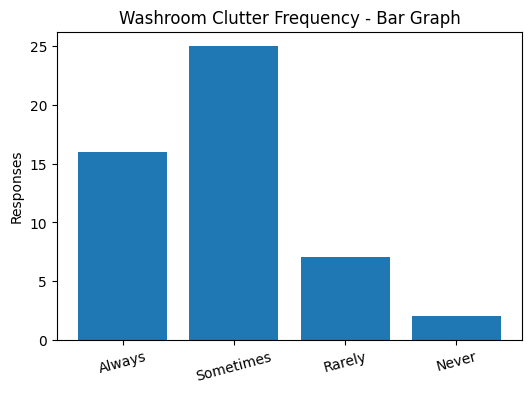 Washroom Clutter Frequency - Bar Graph
Responses
25
20
15
10
5
0
Always
Sometimes
Rarely
Never